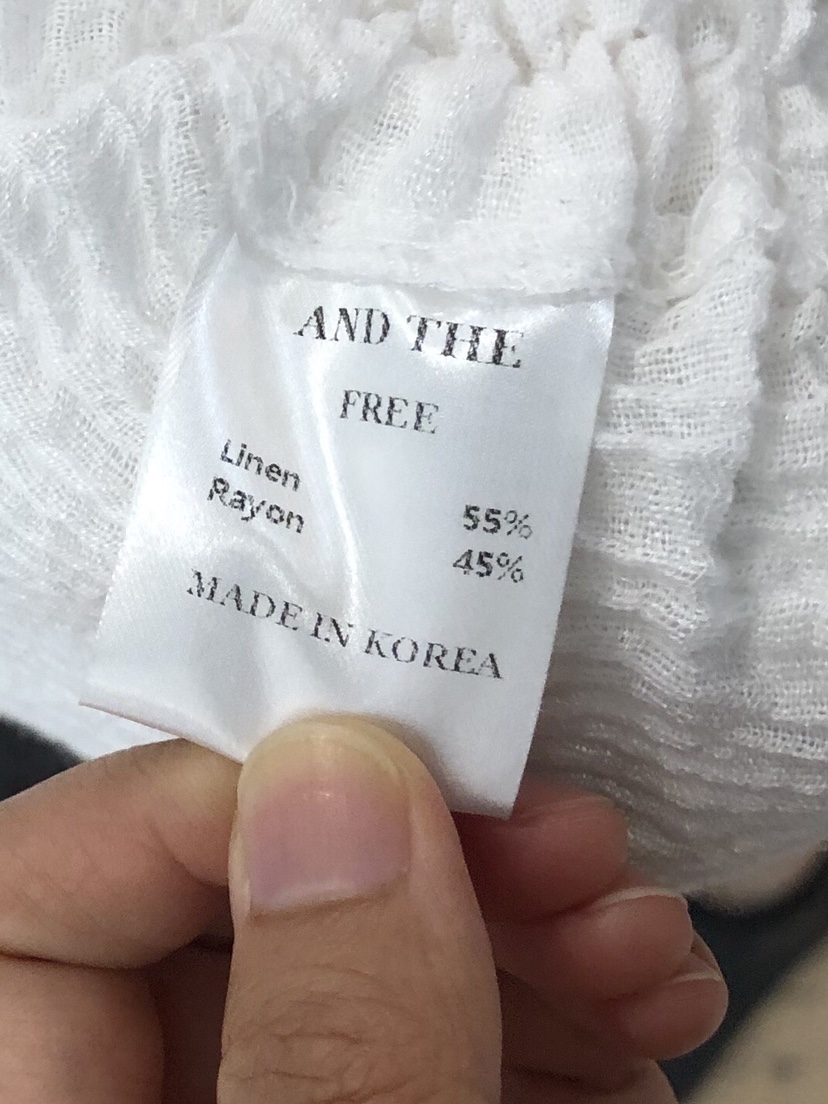 AND THE
FREE
Linen 55%
Rayon 45%
MADE IN KOREA